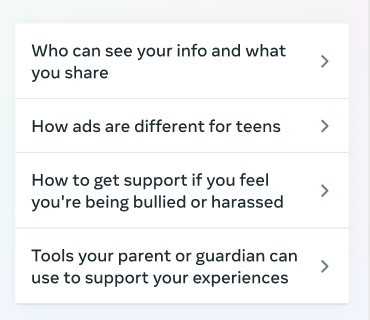 Who can see your info and what
you share
How ads are different for teens
How to get support if you feel
you're being bullied or harassed
Tools your parent or guardian can
use to support your experiences